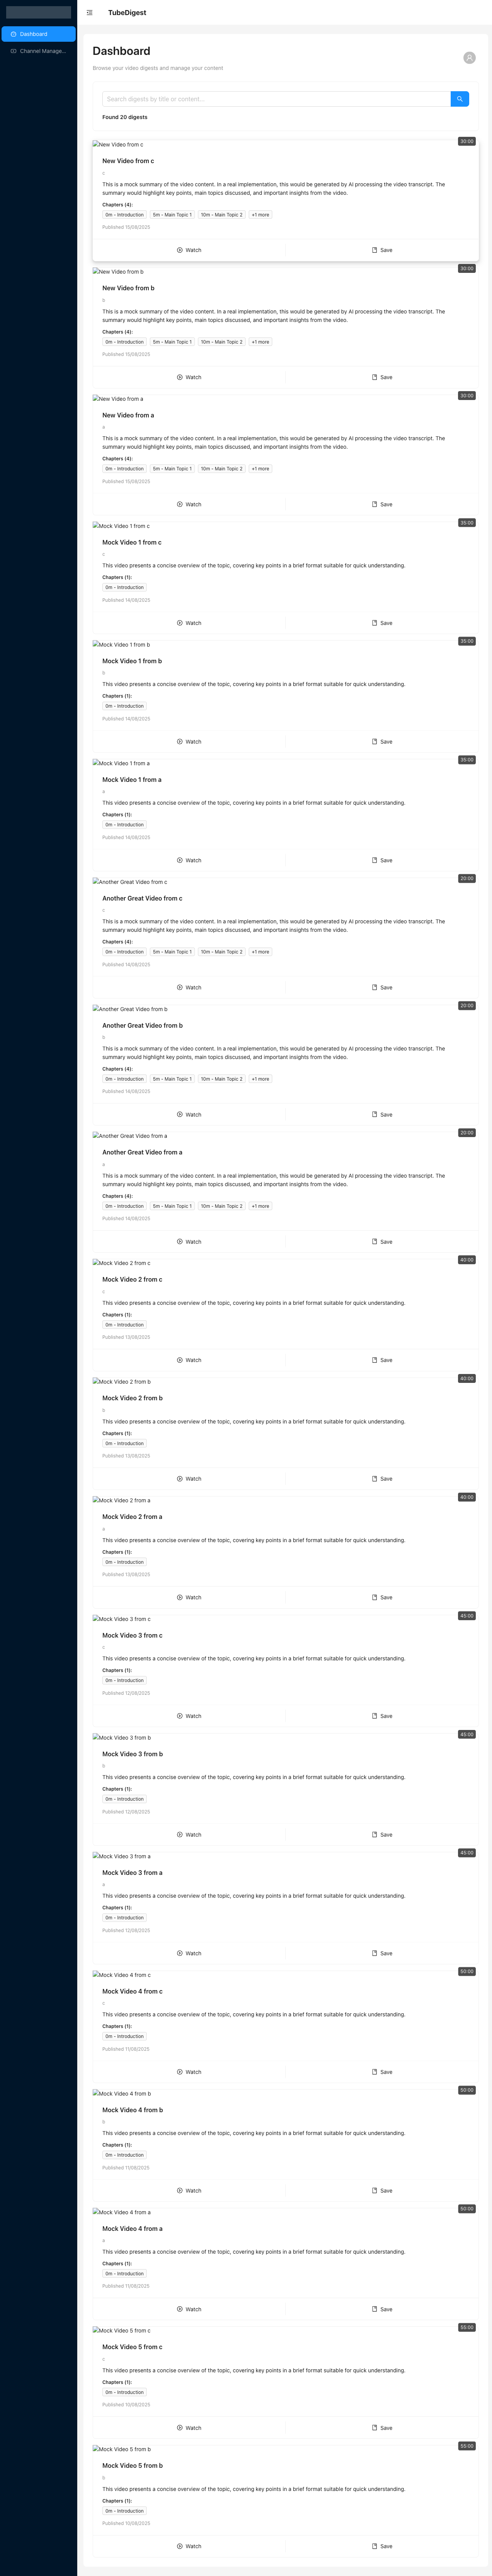 TubeDigest
Dashboard
Channel Manage...
Dashboard
Browse your video digests and manage your content
Search digests by title or content...
Found 20 digests
New Video from c
30:00
New Video from c
c
This is a mock summary of the video content. In a real implementation, this would be generated by AI processing the video transcript. The
summary would highlight key points, main topics discussed, and important insights from the video.
Chapters (4):
0m - Introduction 5m - Main Topic 1 10m - Main Topic 2 +1 more
Published 15/08/2025
Watch Save
New Video from b
30:00
New Video from b
b
This is a mock summary of the video content. In a real implementation, this would be generated by AI processing the video transcript. The
summary would highlight key points, main topics discussed, and important insights from the video.
Chapters (4):
0m - Introduction 5m - Main Topic 1 10m - Main Topic 2 +1 more
Published 15/08/2025
Watch Save
New Video from a
30:00
New Video from a
a
This is a mock summary of the video content. In a real implementation, this would be generated by AI processing the video transcript. The
summary would highlight key points, main topics discussed, and important insights from the video.
Chapters (4):
0m - Introduction 5m - Main Topic 1 10m - Main Topic 2 +1 more
Published 15/08/2025
Watch Save
Mock Video 1 from c
35:00
Mock Video 1 from c
c
This video presents a concise overview of the topic, covering key points in a brief format suitable for quick understanding.
Chapters (1):
0m - Introduction
Published 14/08/2025
Watch Save
Mock Video 1 from b
35:00
Mock Video 1 from b
b
This video presents a concise overview of the topic, covering key points in a brief format suitable for quick understanding.
Chapters (1):
0m - Introduction
Published 14/08/2025
Watch Save
Mock Video 1 from a
35:00
Mock Video 1 from a
a
This video presents a concise overview of the topic, covering key points in a brief format suitable for quick understanding.
Chapters (1):
0m - Introduction
Published 14/08/2025
Watch Save
Another Great Video from c
20:00
Another Great Video from c
c
This is a mock summary of the video content. In a real implementation, this would be generated by AI processing the video transcript. The
summary would highlight key points, main topics discussed, and important insights from the video.
Chapters (4):
0m - Introduction 5m - Main Topic 1 10m - Main Topic 2 +1 more
Published 14/08/2025
Watch Save
Another Great Video from b
20:00
Another Great Video from b
b
This is a mock summary of the video content. In a real implementation, this would be generated by AI processing the video transcript. The
summary would highlight key points, main topics discussed, and important insights from the video.
Chapters (4):
0m - Introduction 5m - Main Topic 1 10m - Main Topic 2 +1 more
Published 14/08/2025
Watch Save
Another Great Video from a
20:00
Another Great Video from a
a
This is a mock summary of the video content. In a real implementation, this would be generated by AI processing the video transcript. The
summary would highlight key points, main topics discussed, and important insights from the video.
Chapters (4):
0m - Introduction 5m - Main Topic 1 10m - Main Topic 2 +1 more
Published 14/08/2025
Watch Save
Mock Video 2 from c
40:00
Mock Video 2 from c
c
This video presents a concise overview of the topic, covering key points in a brief format suitable for quick understanding.
Chapters (1):
0m - Introduction
Published 13/08/2025
Watch Save
Mock Video 2 from b
40:00
Mock Video 2 from b
b
This video presents a concise overview of the topic, covering key points in a brief format suitable for quick understanding.
Chapters (1):
0m - Introduction
Published 13/08/2025
Watch Save
Mock Video 2 from a
40:00
Mock Video 2 from a
a
This video presents a concise overview of the topic, covering key points in a brief format suitable for quick understanding.
Chapters (1):
0m - Introduction
Published 13/08/2025
Watch Save
Mock Video 3 from c
45:00
Mock Video 3 from c
c
This video presents a concise overview of the topic, covering key points in a brief format suitable for quick understanding.
Chapters (1):
0m - Introduction
Published 12/08/2025
Watch Save
Mock Video 3 from b
45:00
Mock Video 3 from b
b
This video presents a concise overview of the topic, covering key points in a brief format suitable for quick understanding.
Chapters (1):
0m - Introduction
Published 12/08/2025
Watch Save
Mock Video 3 from a
45:00
Mock Video 3 from a
a
This video presents a concise overview of the topic, covering key points in a brief format suitable for quick understanding.
Chapters (1):
0m - Introduction
Published 12/08/2025
Watch Save
Mock Video 4 from c
50:00
Mock Video 4 from c
c
This video presents a concise overview of the topic, covering key points in a brief format suitable for quick understanding.
Chapters (1):
0m - Introduction
Published 11/08/2025
Watch Save
Mock Video 4 from b
50:00
Mock Video 4 from b
b
This video presents a concise overview of the topic, covering key points in a brief format suitable for quick understanding.
Chapters (1):
0m - Introduction
Published 11/08/2025
Watch Save
Mock Video 4 from a
50:00
Mock Video 4 from a
a
This video presents a concise overview of the topic, covering key points in a brief format suitable for quick understanding.
Chapters (1):
0m - Introduction
Published 11/08/2025
Watch Save
Mock Video 5 from c
55:00
Mock Video 5 from c
c
This video presents a concise overview of the topic, covering key points in a brief format suitable for quick understanding.
Chapters (1):
0m - Introduction
Published 10/08/2025
Watch Save
Mock Video 5 from b
55:00
Mock Video 5 from b
b
This video presents a concise overview of the topic, covering key points in a brief format suitable for quick understanding.
Chapters (1):
0m - Introduction
Published 10/08/2025
Watch Save